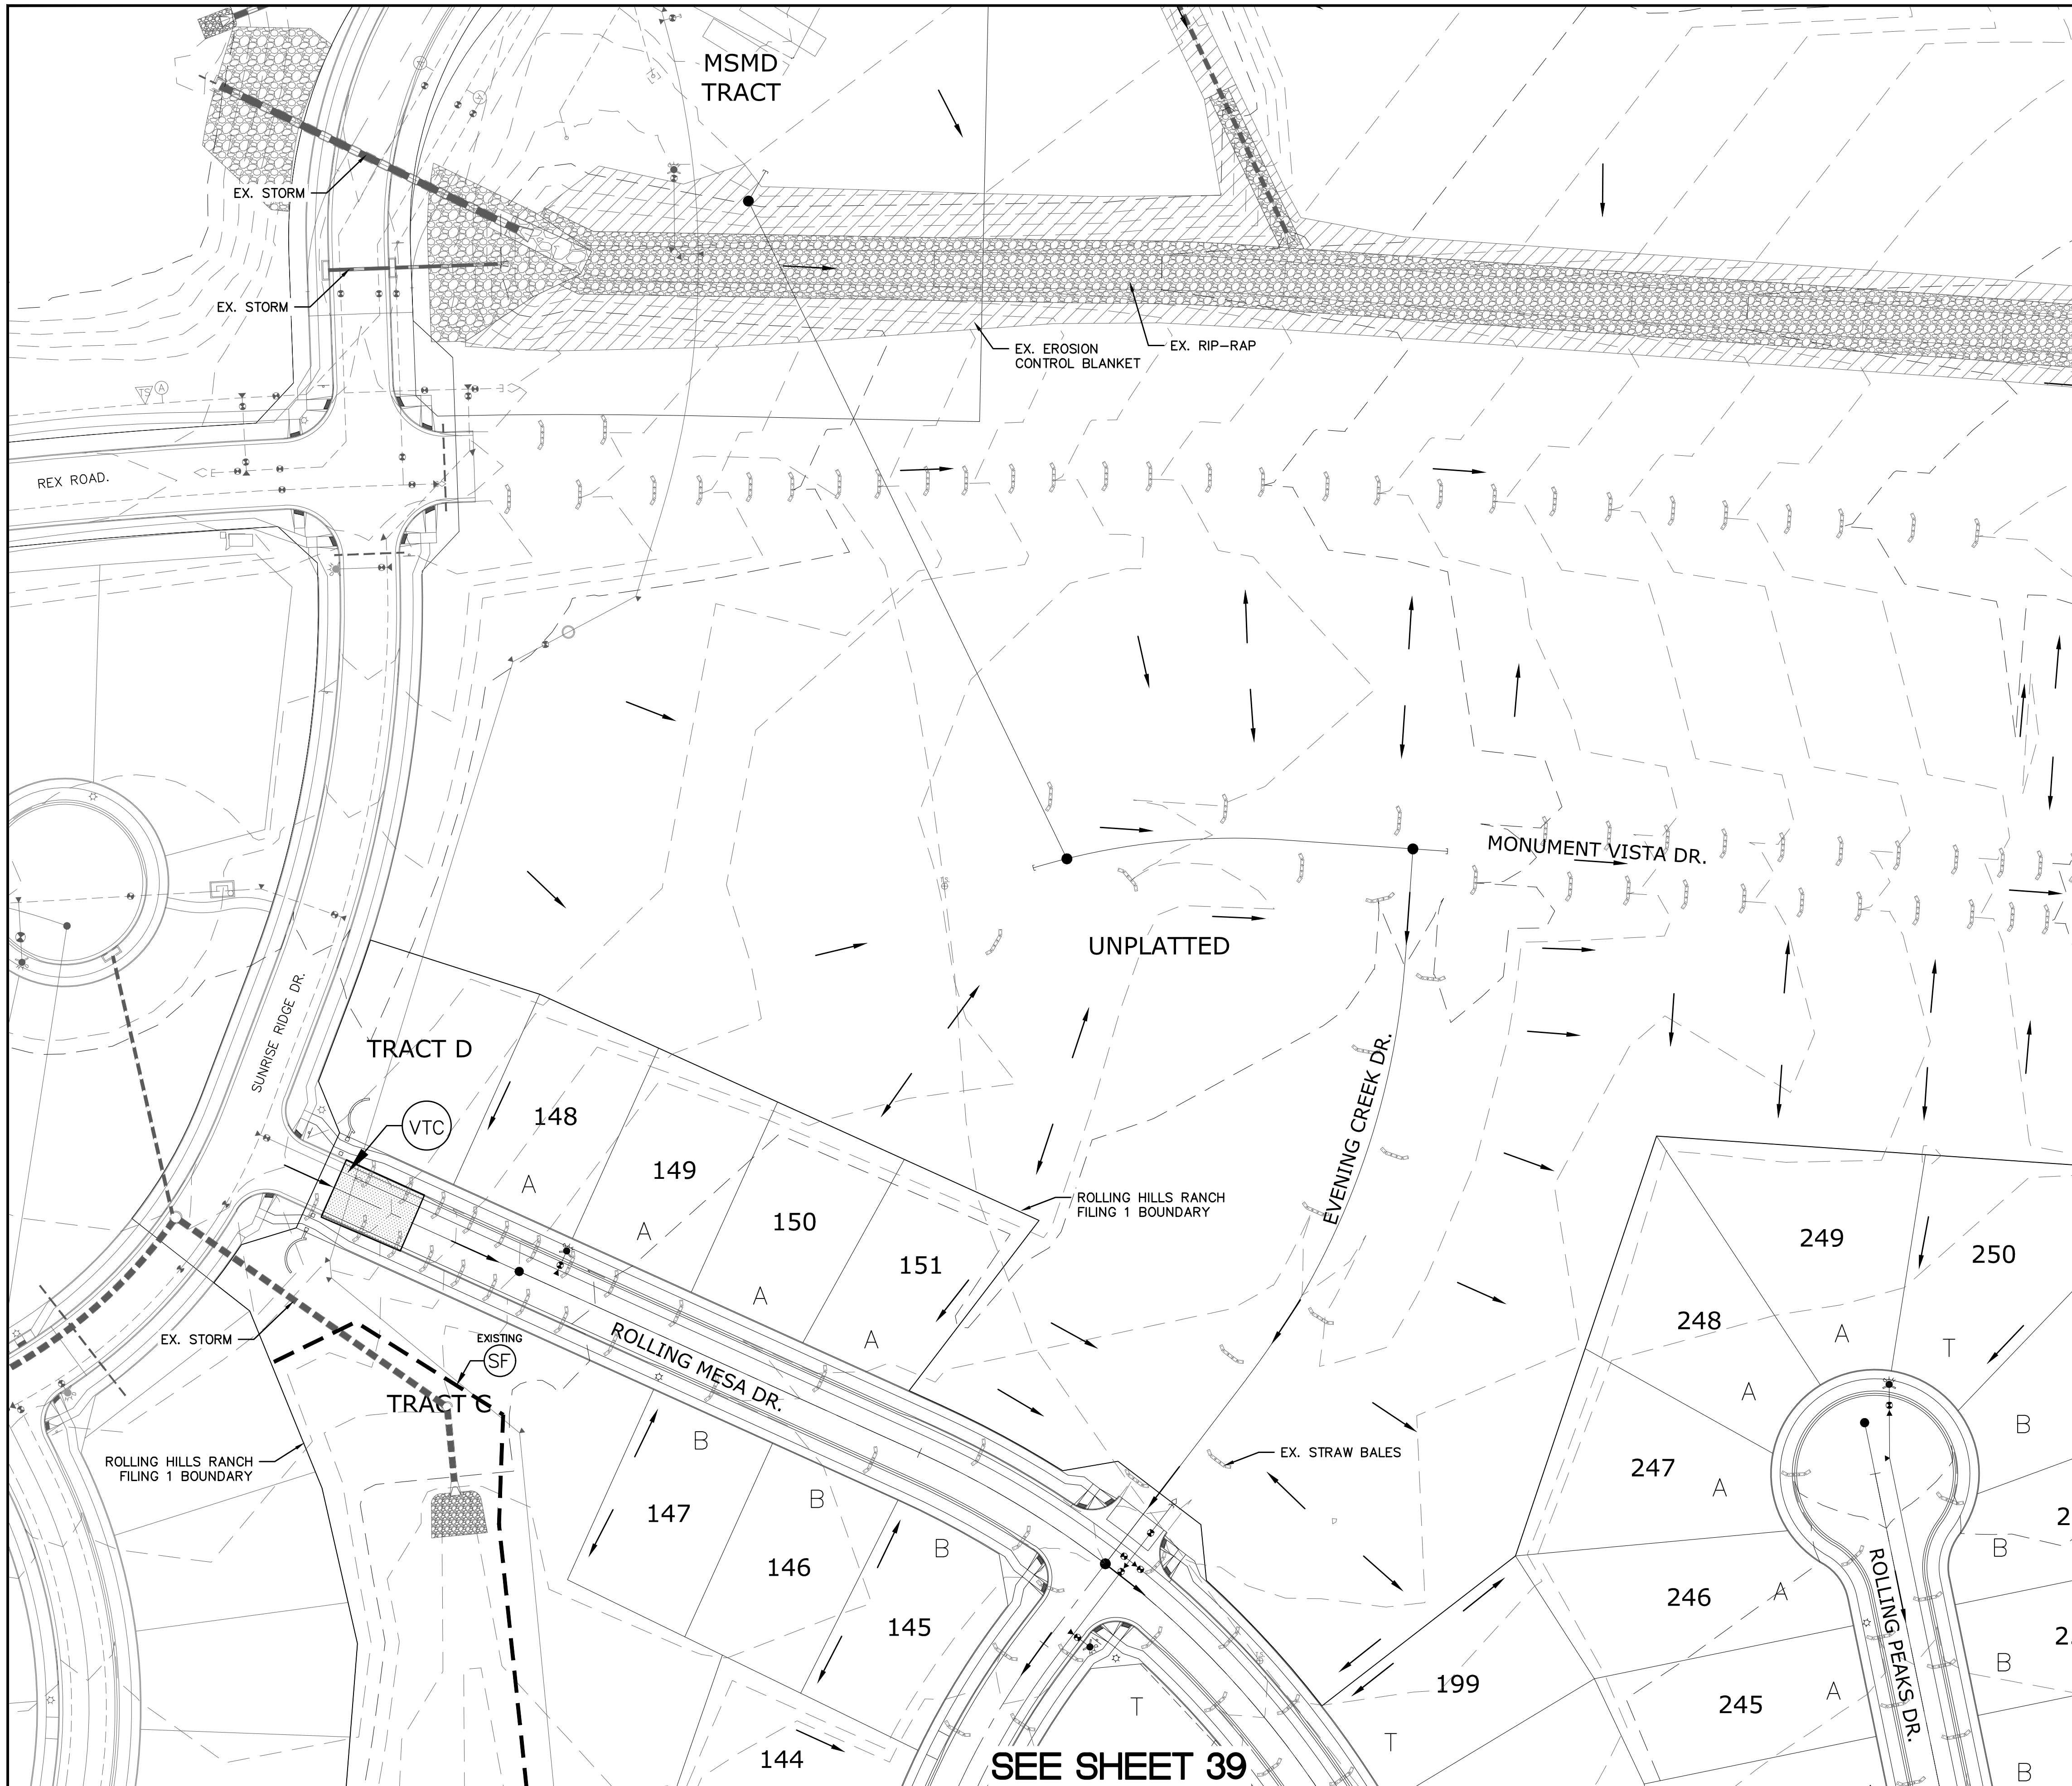 MSMD
TRACT
EX. STORM
EX. STORM
EX. EROSION
CONTROL BLANKET
EX. RIP-RAP
TS
A
REX ROAD.
MONUMENT VISTA DR.
UNPLATTED
SUNRISE RIDGE DR.
TRACT D
EVENING CREEK DR.
VTC
148
149
150
151
A
A
A
A
ROLLING HILLS RANCH
FILING 1 BOUNDARY
249
250
248
A
T
A
B
247
A
EX. STORM
EXISTING
SF
TRACT G
ROLLING MESA DR.
ROLLING HILLS RANCH
FILING 1 BOUNDARY
B
B
B
EX. STRAW BALES
147
146
145
144
246
A
B
B
B
ROLLING PEAKS DR.
199
245
A
T
T
SEE SHEET 39